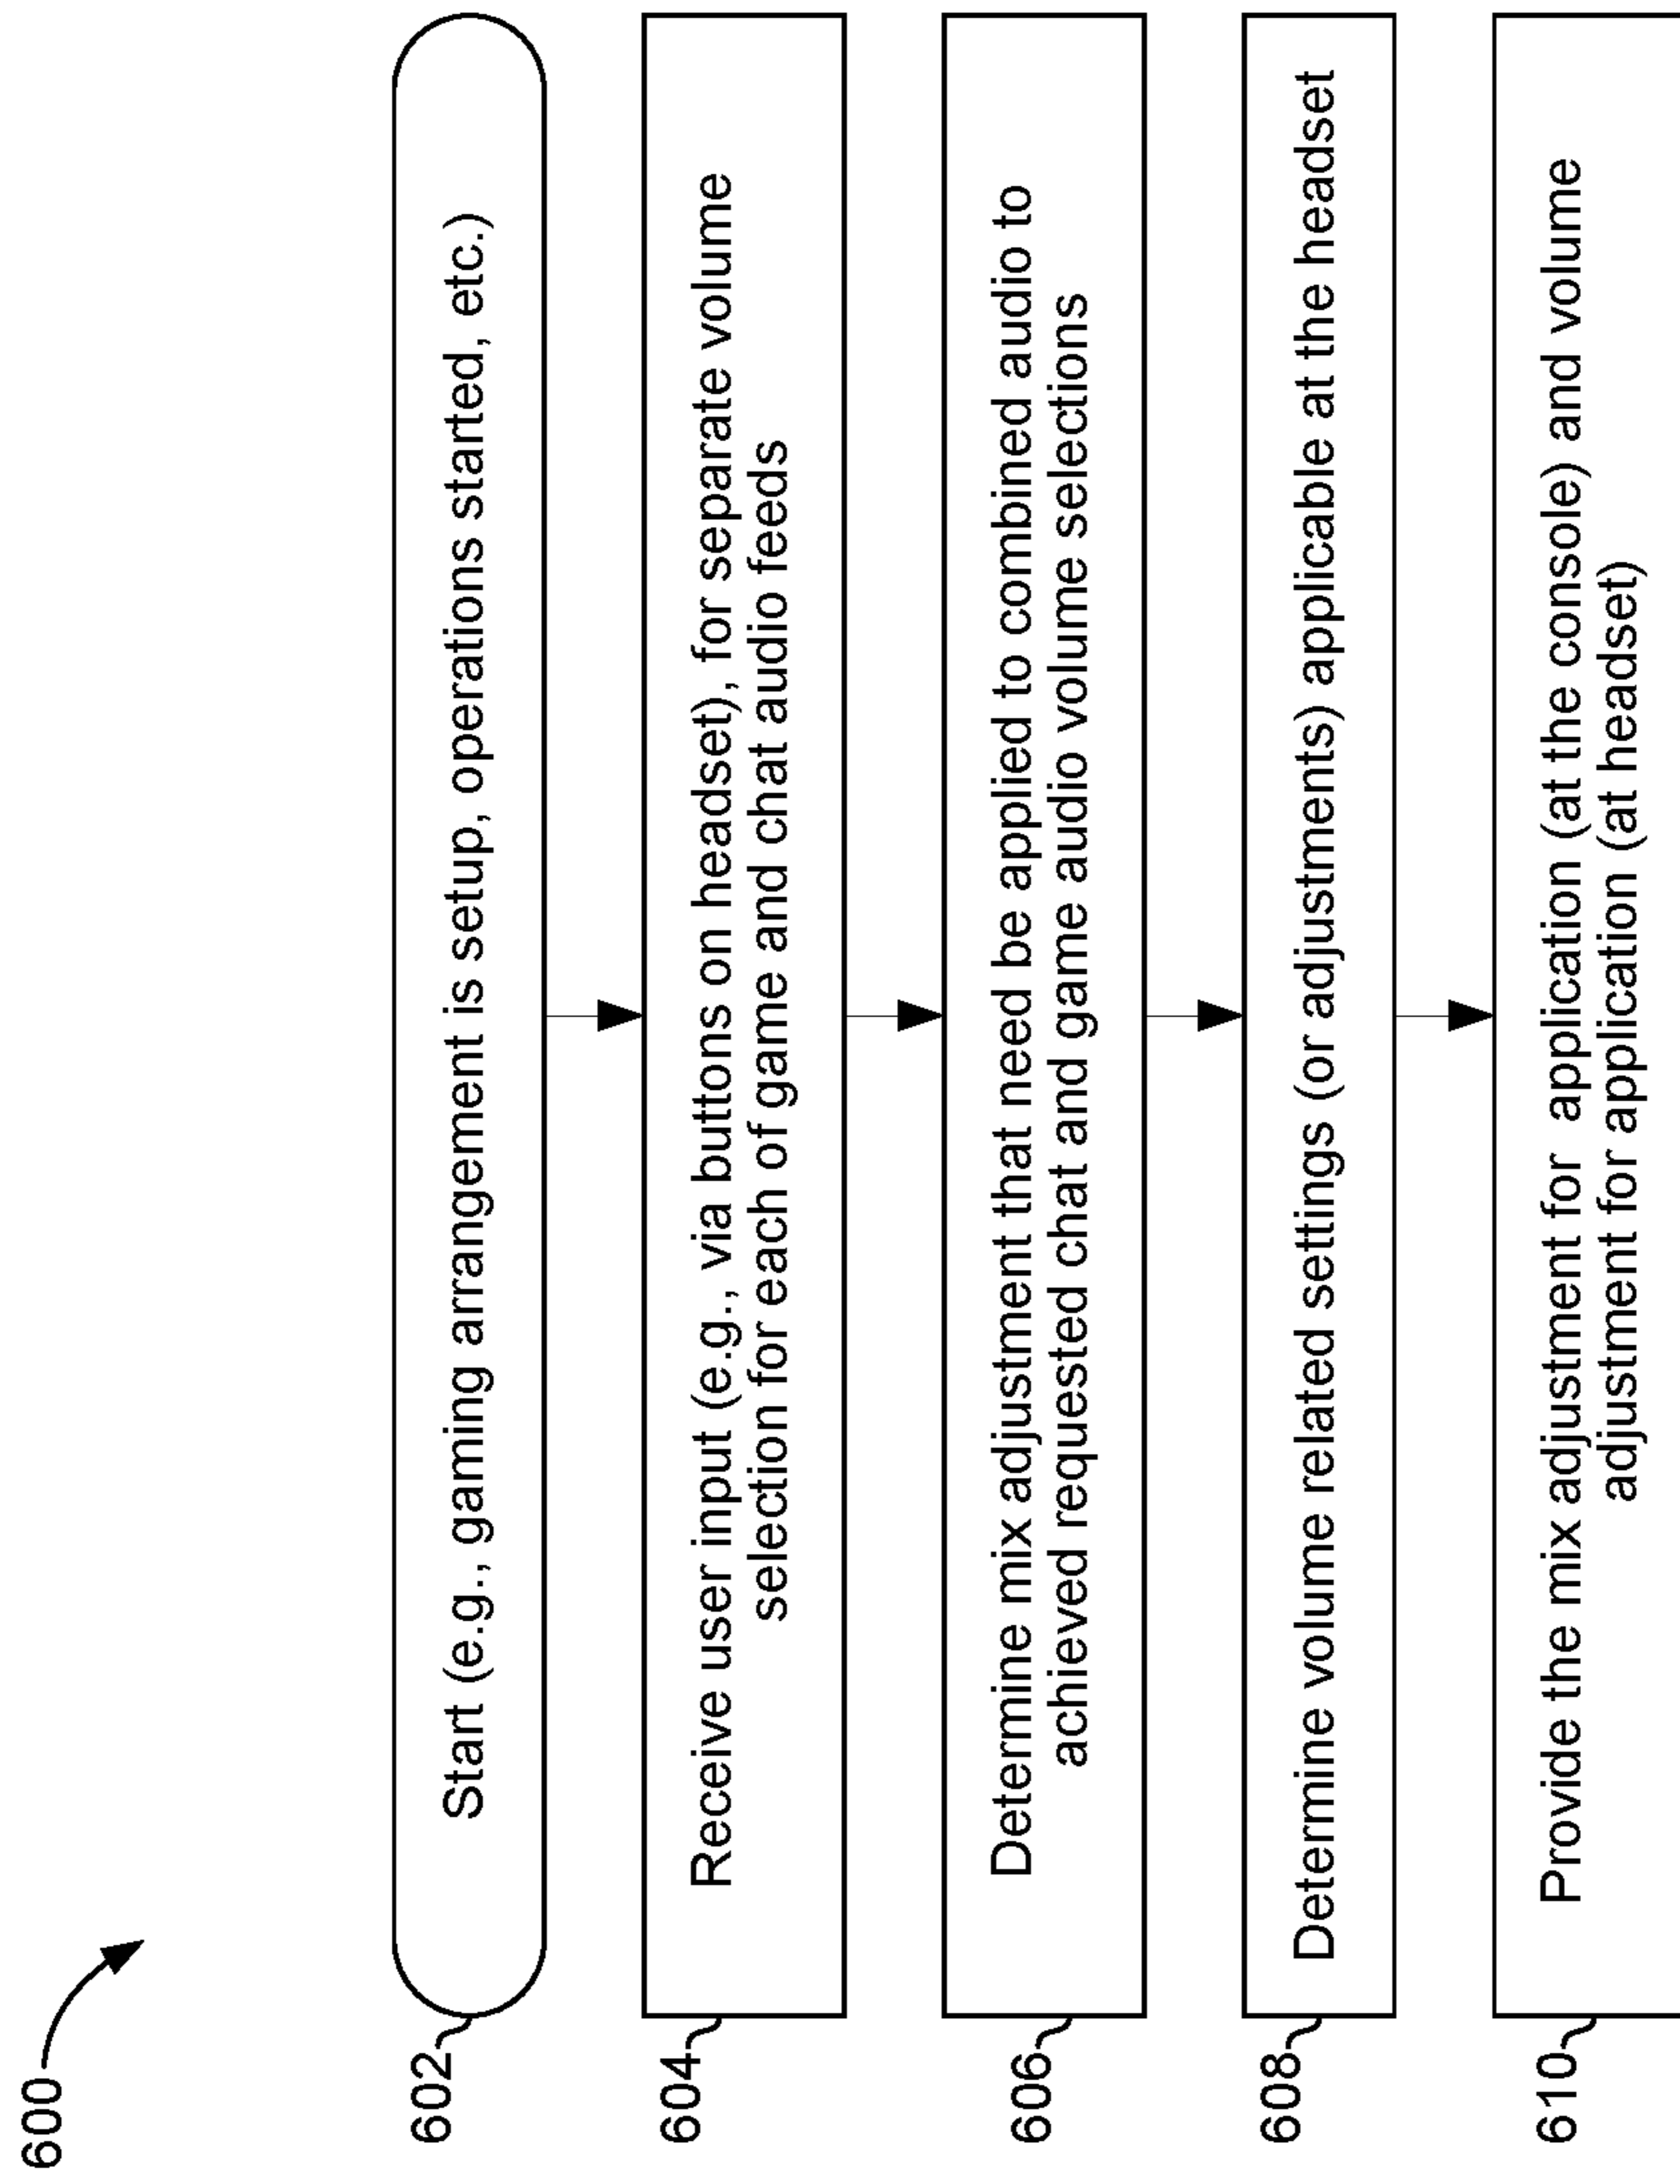 600
602
Start (e.g., gaming arrangement is setup, operations started, etc.)
604
Receive user input (e.g., via buttons on headset), for separate volume
selection for each of game and chat audio feeds
606
Determine mix adjustment that need be applied to combined audio to
achieved requested chat and game audio volume selections
608
Determine volume related settings (or adjustments) applicable at the headset
610
Provide the mix adjustment for application (at the console) and volume
adjustment for application (at headset)